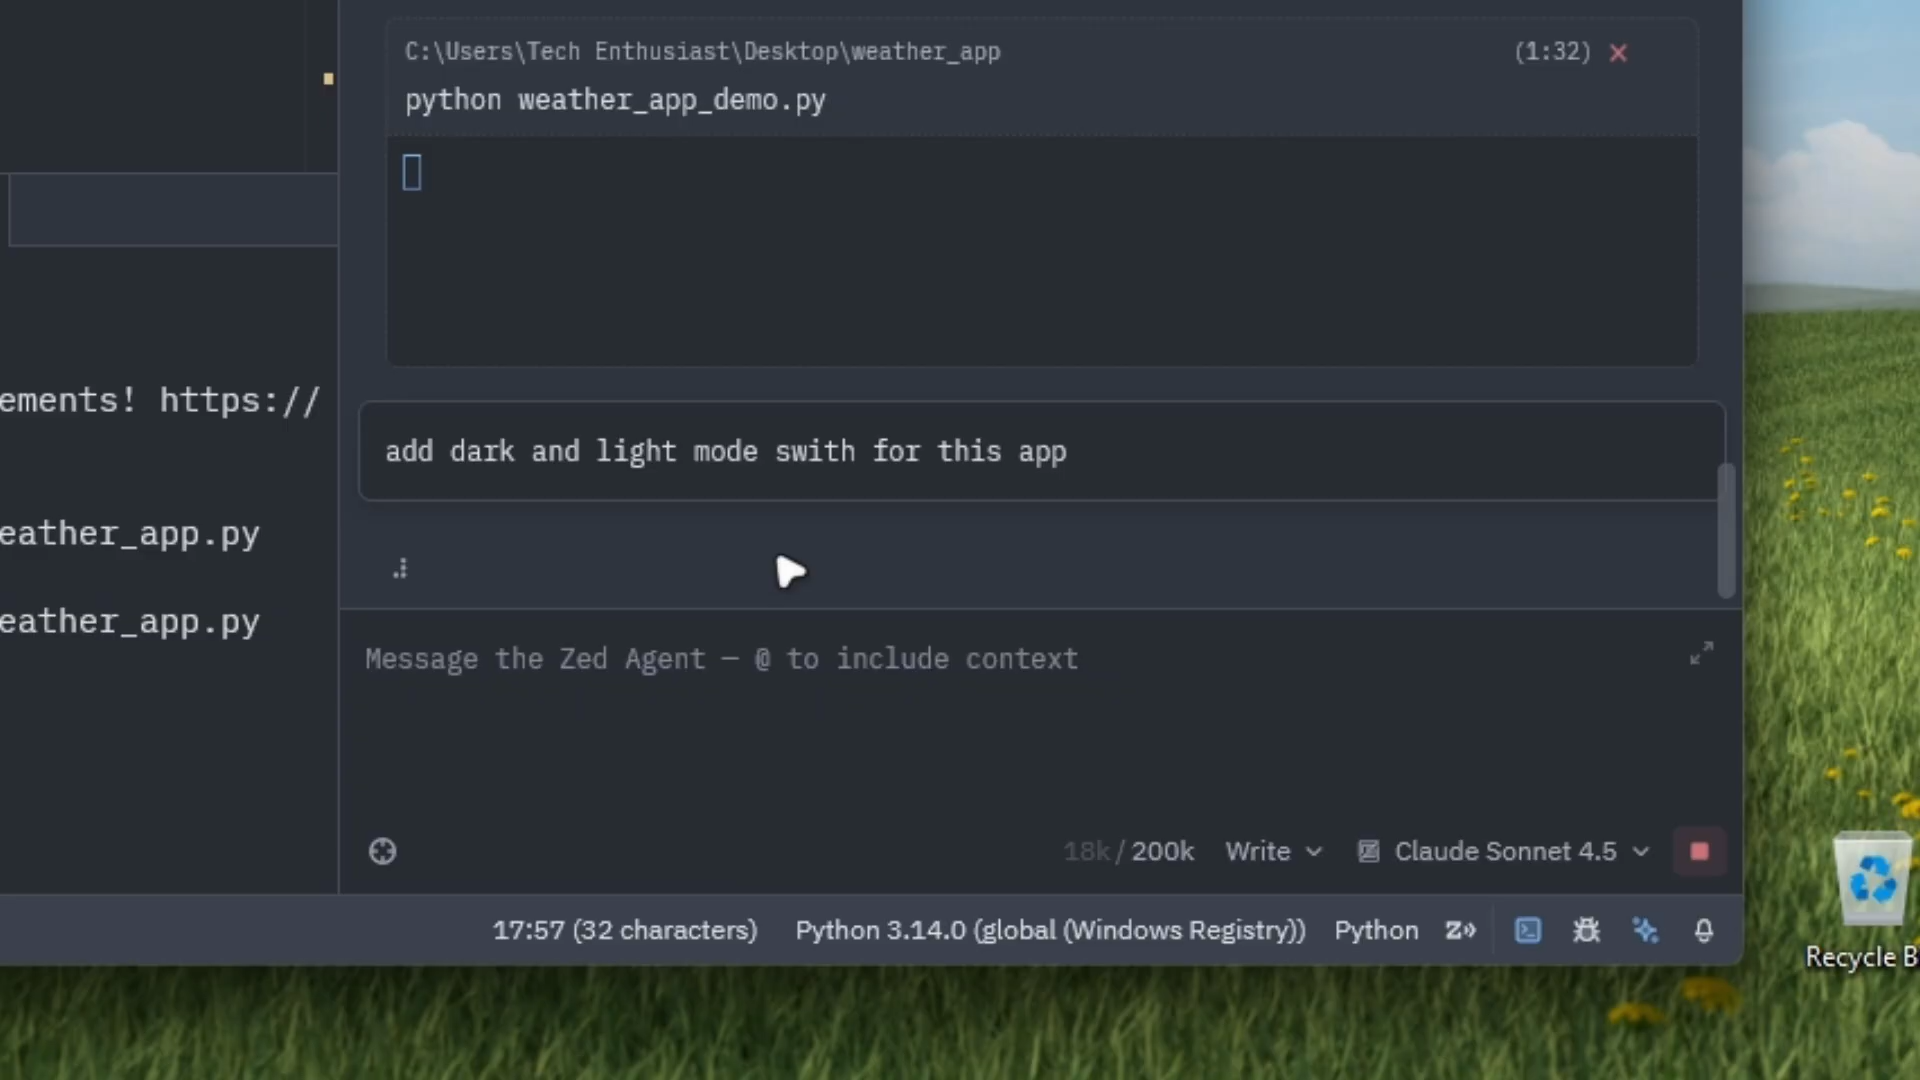 C:\Users\Tech Enthusiast\Desktop\weather_app (1:32)
python weather_app_demo.py
ements! https://
add dark and light mode swith for this app
eather_app.py
eather_app.py
Message the Zed Agent — @ to include context
18k/200k Write Claude Sonnet 4.5
17:57 (32 characters) Python 3.14.0 (global (Windows Registry)) Python
Recycle B